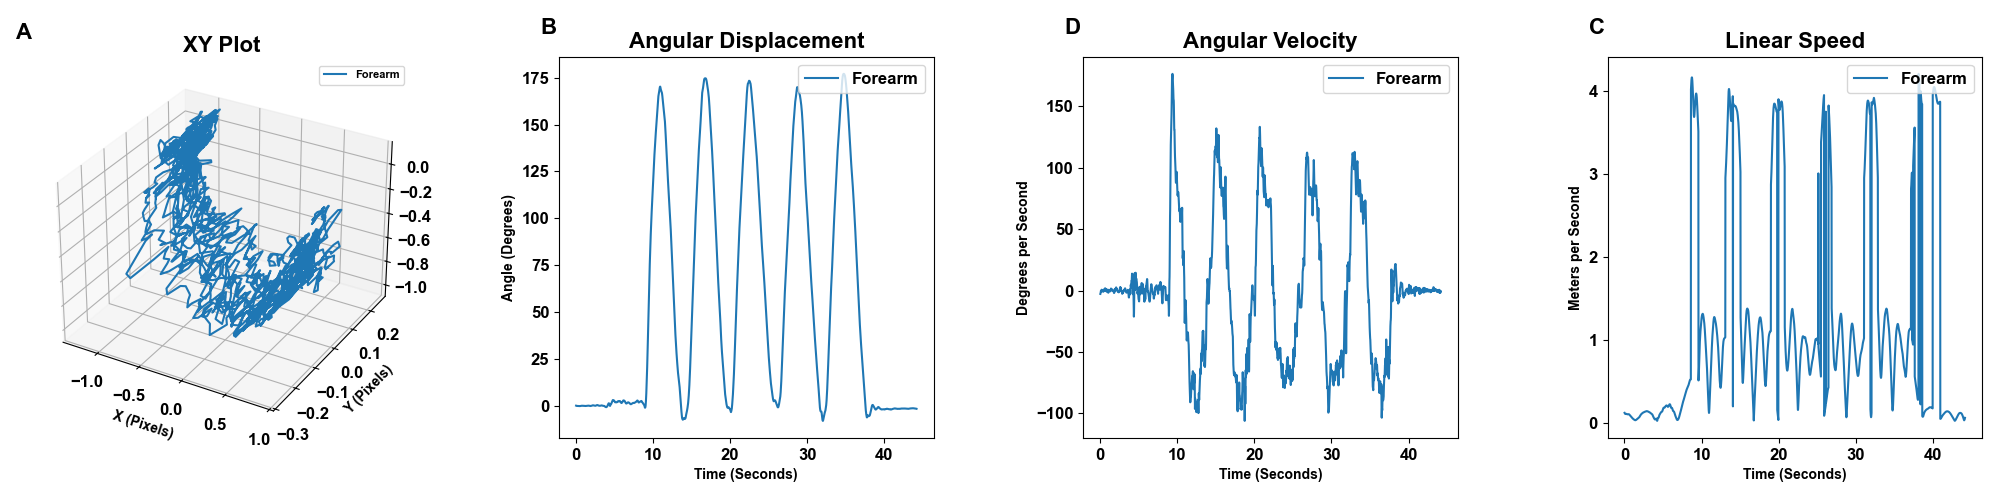 A
XY Plot
Forearm
0.0
−0.2
−0.4
−0.6
−0.8
−1.0
0.2
0.1
0.0
−0.1
−0.2
−0.3
Y (Pixels)
−1.0
−0.5
0.0
0.5
1.0
X (Pixels)
B
Angular Displacement
Forearm
175
150
125
100
75
50
25
0
Angle (Degrees)
0 10 20 30 40
Time (Seconds)
D
Angular Velocity
Forearm
150
100
50
0
−50
−100
Degrees per Second
0 10 20 30 40
Time (Seconds)
C
Linear Speed
Forearm
4
3
2
1
0
Meters per Second
0 10 20 30 40
Time (Seconds)